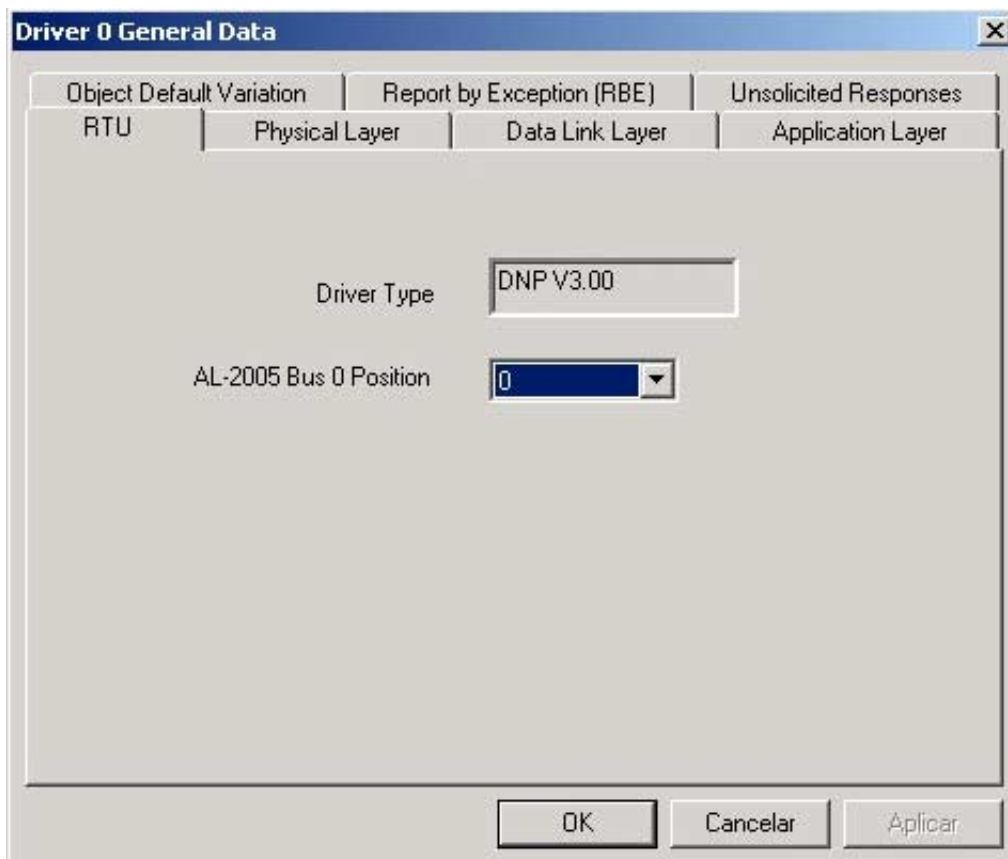 Driver 0 General Data
Object Default Variation Report by Exception (RBE) Unsolicited Responses
RTU Physical Layer Data Link Layer Application Layer
Driver Type DNP V3.00
AL-2005 Bus 0 Position 0
OK Cancelar Aplicar